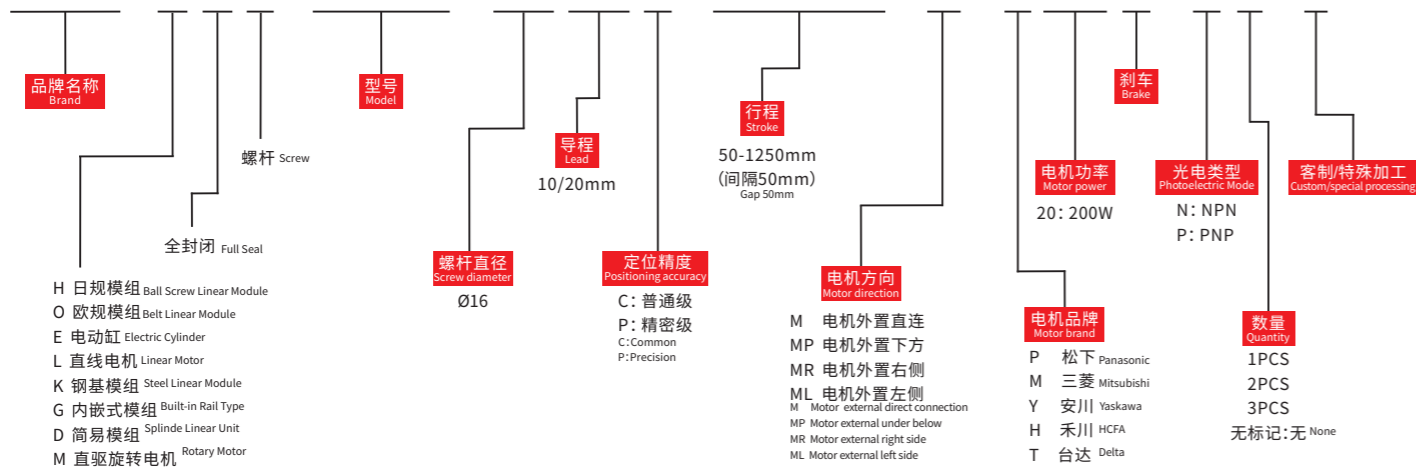 品牌名称
Brand
H 日规模组 Ball Screw Linear Module
O 欧规模组 Belt Linear Module
E 电动缸 Electric Cylinder
L 直线电机 Linear Motor
K 钢基模组 Steel Linear Module
G 内嵌式模组 Built-in Rail Type
D 简易模组 Splinde Linear Unit
M 直驱旋转电机 Rotary Motor
全封闭 Full Seal
螺杆 Screw
型号
Model
螺杆直径
Screw diameter
Ø16
导程
Lead
10/20mm
定位精度
Positioning accuracy
C：普通级
P：精密级
C:Common
P:Precision
行程
Stroke
50-1250mm
（间隔50mm）
Gap 50mm
电机方向
Motor direction
M 电机外置直连
MP 电机外置下方
MR 电机外置右侧
ML 电机外置左侧
M Motor external direct connection
MP Motor external under below
MR Motor external right side
ML Motor external left side
电机品牌
Motor brand
P 松下 Panasonic
M 三菱 Mitsubishi
Y 安川 Yaskawa
H 禾川 HCFA
T 台达 Delta
电机功率
Motor power
20：200W
刹车
Brake
光电类型
Photoelectric Mode
N：NPN
P：PNP
数量
Quantity
1PCS
2PCS
3PCS
无标记：无 None
客制/特殊加工
Custom/special processing